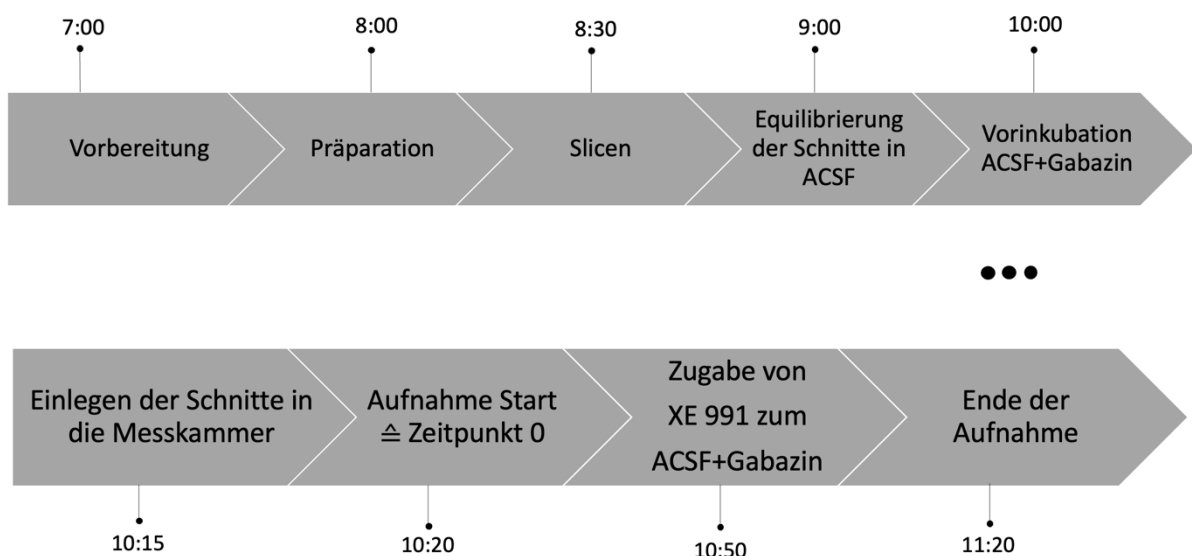 7:00
8:00
8:30
9:00
10:00
Vorbereitung
Präparation
Slicen
Equilibrierung
der Schnitte in
ACSF
Vorinkubation
ACSF+Gabazin
Einlegen der Schnitte in
die Messkammer
Aufnahme Start
≙ Zeitpunkt 0
Zugabe von
XE 991 zum
ACSF+Gabazin
Ende der
Aufnahme
10:15
10:20
10:50
11:20